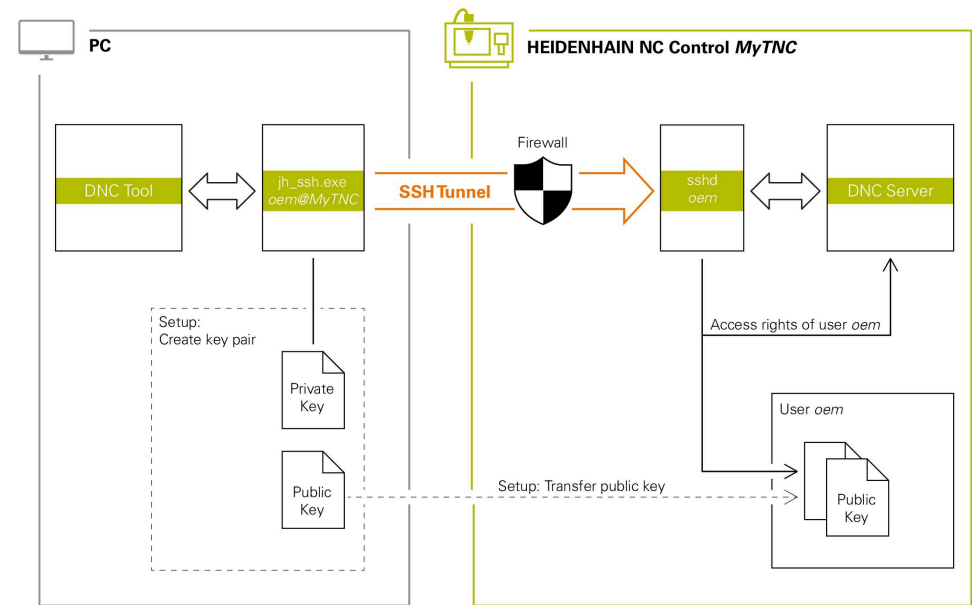 PC
HEIDENHAIN NC Control MyTNC
DNC Tool
jh_ssh.exe
oem@MyTNC
SSH Tunnel
Firewall
sshd
oem
DNC Server
Setup:
Create key pair
Private
Key
Public
Key
Access rights of user oem
Setup: Transfer public key
User oem
Public
Key